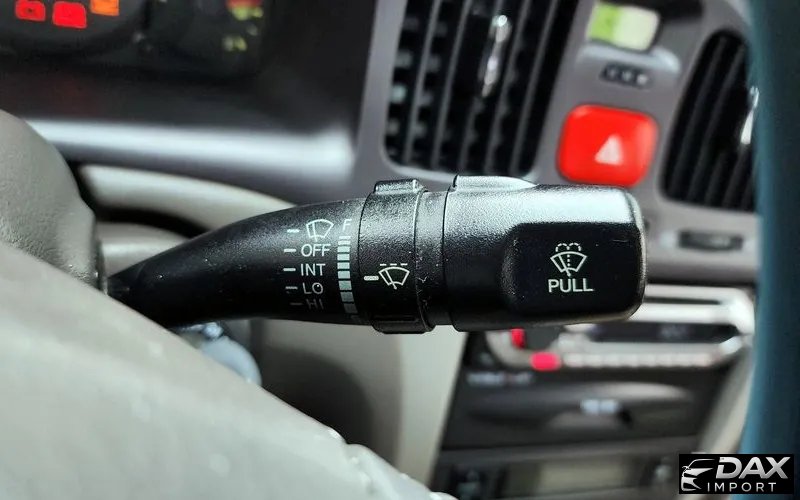 F
OFF
INT
LO
HI
PULL
DAX
IMPORT